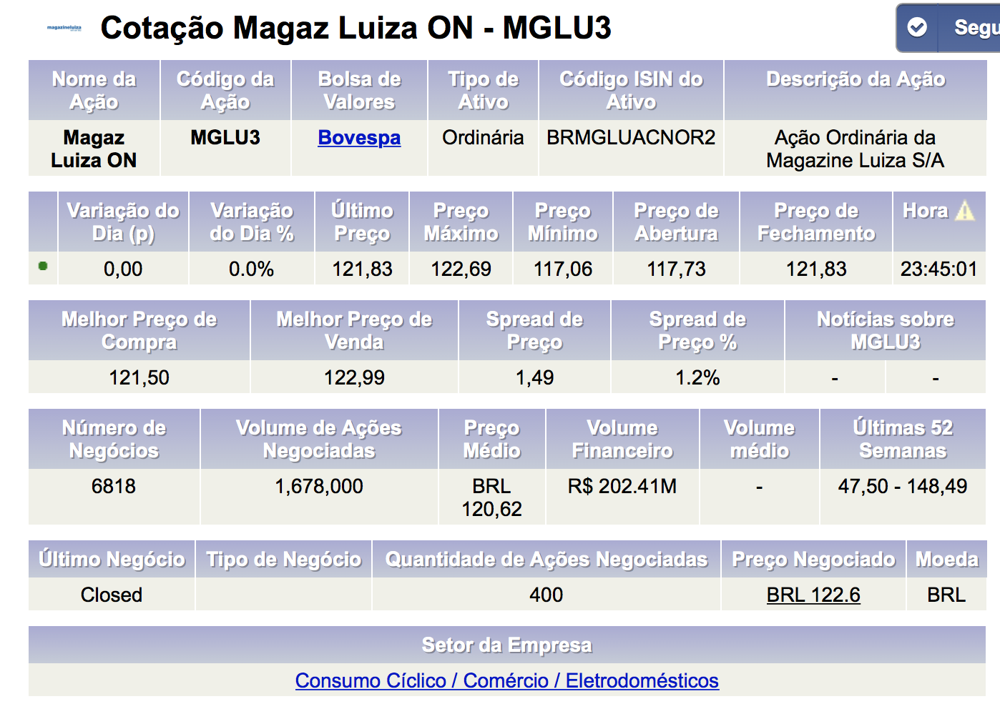 magazineluiza
Cotação Magaz Luiza ON - MGLU3
Segu
Nome da Ação
Código da Ação
Bolsa de Valores
Tipo de Ativo
Código ISIN do Ativo
Descrição da Ação
Magaz Luiza ON
MGLU3
Bovespa
Ordinária
BRMGLUACNOR2
Ação Ordinária da Magazine Luiza S/A
Variação do Dia (p)
Variação do Dia %
Último Preço
Preço Máximo
Preço Mínimo
Preço de Abertura
Preço de Fechamento
Hora
0,00
0.0%
121,83
122,69
117,06
117,73
121,83
23:45:01
Melhor Preço de Compra
Melhor Preço de Venda
Spread de Preço
Spread de Preço %
Notícias sobre MGLU3
121,50
122,99
1,49
1.2%
-
-
Número de Negócios
Volume de Ações Negociadas
Preço Médio
Volume Financeiro
Volume médio
Últimas 52 Semanas
6818
1,678,000
BRL 120,62
R$ 202.41M
-
47,50 - 148,49
Último Negócio
Tipo de Negócio
Quantidade de Ações Negociadas
Preço Negociado
Moeda
Closed
400
BRL 122.6
BRL
Setor da Empresa
Consumo Cíclico / Comércio / Eletrodomésticos